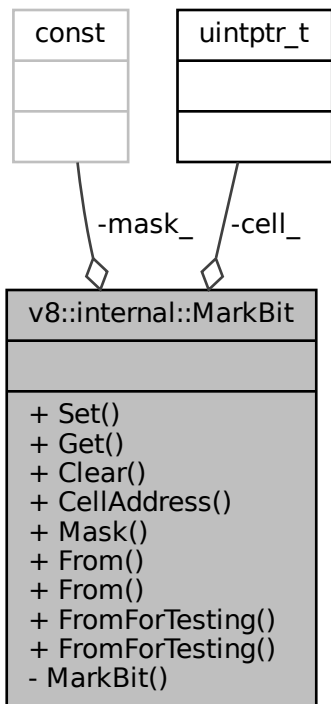 const
uintptr_t
-mask_
-cell_
v8::internal::MarkBit
+ Set()
+ Get()
+ Clear()
+ CellAddress()
+ Mask()
+ From()
+ From()
+ FromForTesting()
+ FromForTesting()
- MarkBit()